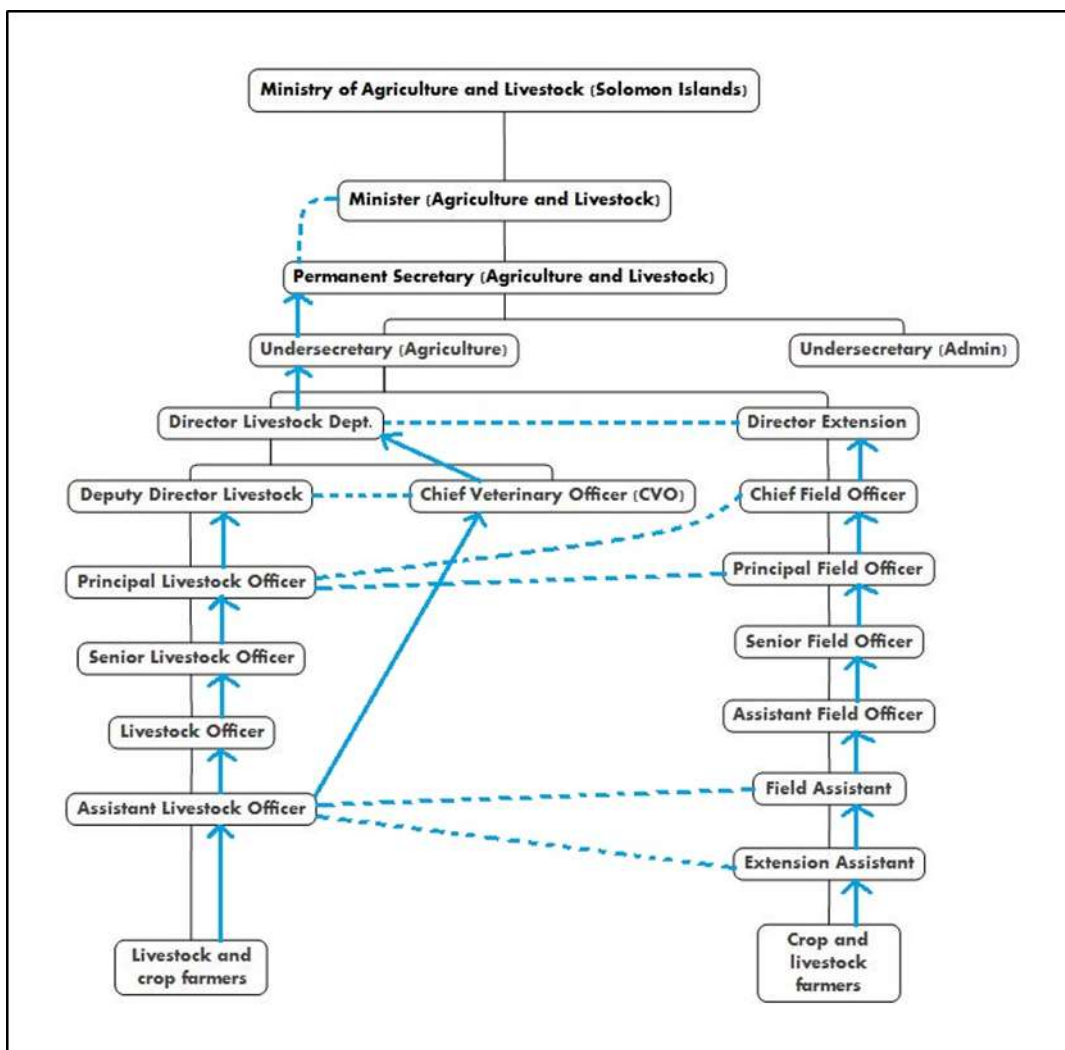 Ministry of Agriculture and Livestock (Solomon Islands)
Minister (Agriculture and Livestock)
Permanent Secretary (Agriculture and Livestock)
Undersecretary (Agriculture)
Undersecretary (Admin)
Director Livestock Dept.
Director Extension
Deputy Director Livestock
Chief Veterinary Officer (CVO)
Chief Field Officer
Principal Livestock Officer
Principal Field Officer
Senior Livestock Officer
Senior Field Officer
Livestock Officer
Assistant Field Officer
Assistant Livestock Officer
Field Assistant
Extension Assistant
Livestock and
crop farmers
Crop and
livestock
farmers